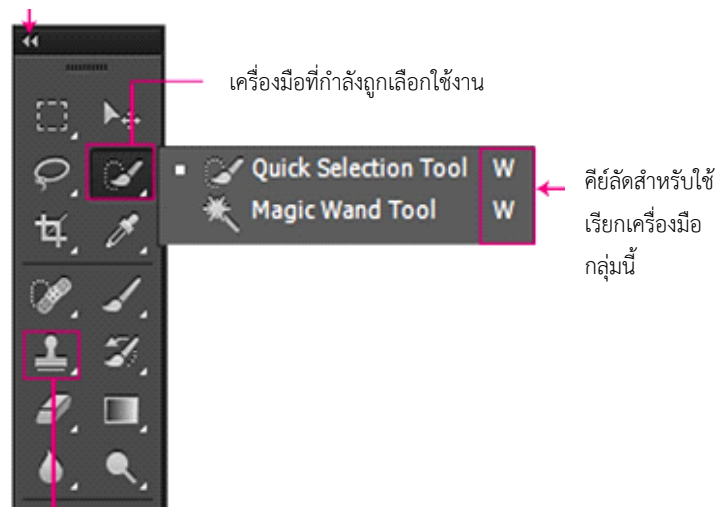 เครื่องมือที่กำลังถูกเลือกใช้งาน
Quick Selection Tool W
Magic Wand Tool W
คีย์ลัดสำหรับใช้
เรียกเครื่องมือ
กลุ่มนี้